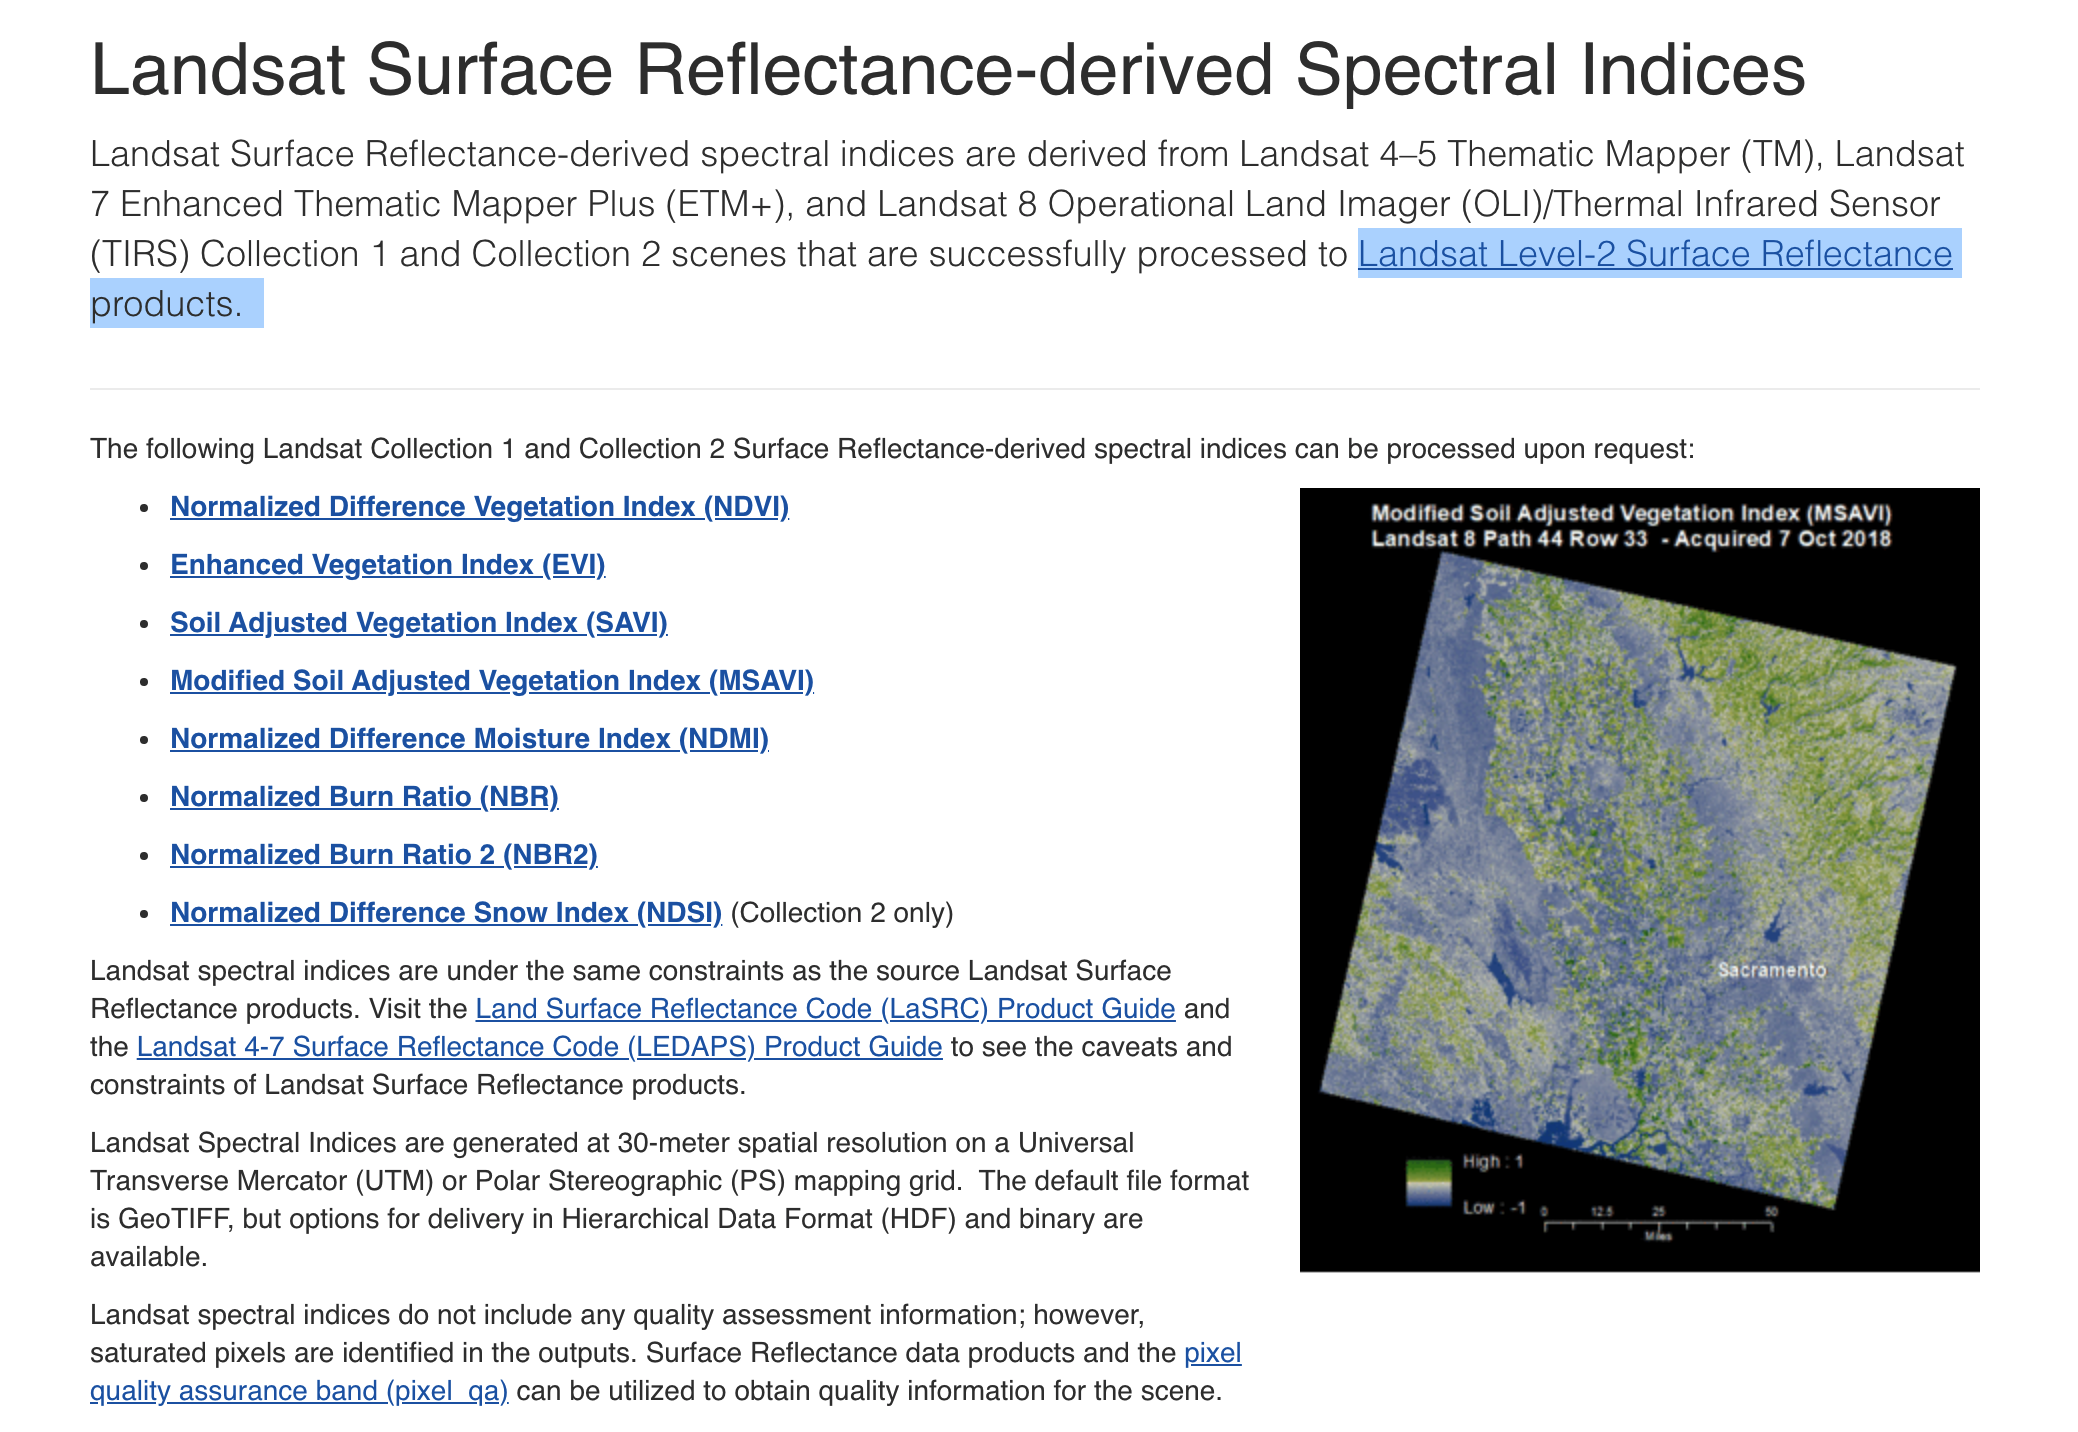 Landsat Surface Reflectance-derived Spectral Indices
Landsat Surface Reflectance-derived spectral indices are derived from Landsat 4–5 Thematic Mapper (TM), Landsat
7 Enhanced Thematic Mapper Plus (ETM+), and Landsat 8 Operational Land Imager (OLI)/Thermal Infrared Sensor
(TIRS) Collection 1 and Collection 2 scenes that are successfully processed to Landsat Level-2 Surface Reflectance
products.
The following Landsat Collection 1 and Collection 2 Surface Reflectance-derived spectral indices can be processed upon request:
• Normalized Difference Vegetation Index (NDVI)
• Enhanced Vegetation Index (EVI)
• Soil Adjusted Vegetation Index (SAVI)
• Modified Soil Adjusted Vegetation Index (MSAVI)
• Normalized Difference Moisture Index (NDMI)
• Normalized Burn Ratio (NBR)
• Normalized Burn Ratio 2 (NBR2)
• Normalized Difference Snow Index (NDSI) (Collection 2 only)
Landsat spectral indices are under the same constraints as the source Landsat Surface
Reflectance products. Visit the Land Surface Reflectance Code (LaSRC) Product Guide and
the Landsat 4-7 Surface Reflectance Code (LEDAPS) Product Guide to see the caveats and
constraints of Landsat Surface Reflectance products.
Landsat Spectral Indices are generated at 30-meter spatial resolution on a Universal
Transverse Mercator (UTM) or Polar Stereographic (PS) mapping grid.  The default file format
is GeoTIFF, but options for delivery in Hierarchical Data Format (HDF) and binary are
available.
Landsat spectral indices do not include any quality assessment information; however,
saturated pixels are identified in the outputs. Surface Reflectance data products and the pixel
quality assurance band (pixel_qa) can be utilized to obtain quality information for the scene.
Modified Soil Adjusted Vegetation Index (MSAVI)
Landsat 8 Path 44 Row 33  - Acquired 7 Oct 2018
Sacramento
High : 1
Low : -1
0 12.5 25 50
Miles